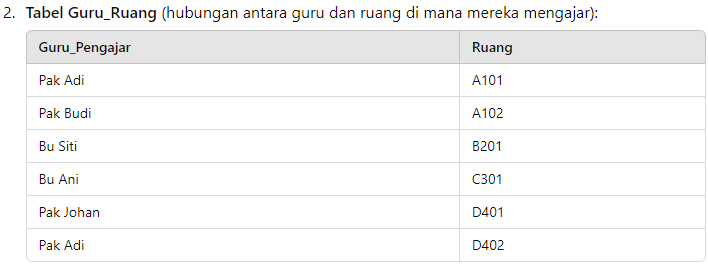 2. Tabel Guru_Ruang (hubungan antara guru dan ruang di mana mereka mengajar):
Guru_Pengajar Ruang
Pak Adi A101
Pak Budi A102
Bu Siti B201
Bu Ani C301
Pak Johan D401
Pak Adi D402